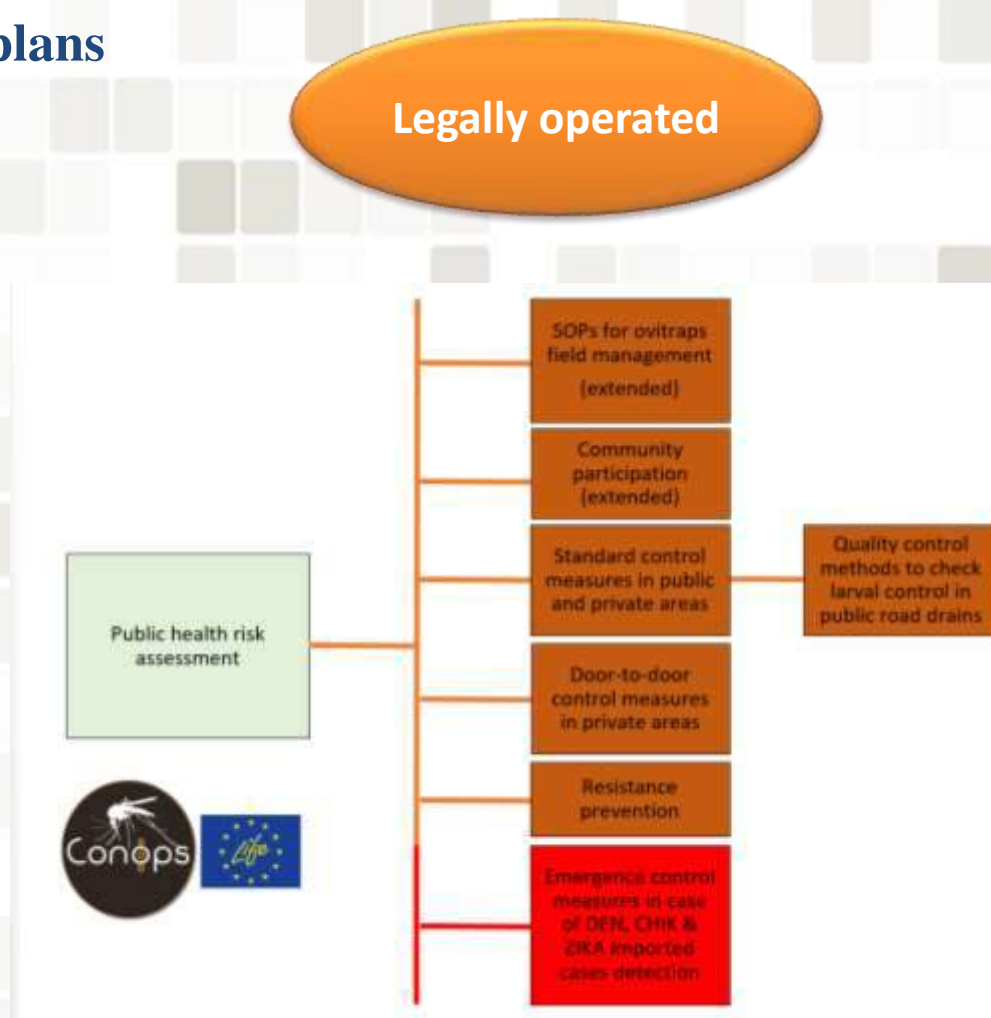 plans
Legally operated
SOPs for ovitraps
field management
(extended)
Community
participation
(extended)
Standard control
measures in public
and private areas
Quality control
methods to check
larval control in
public road drains
Public health risk
assessment
Door-to-door
control measures
in private areas
Resistance
prevention
Conops
Life
Emergence control
measures in case
of DEN, CHIK &
ZIKA imported
cases detection